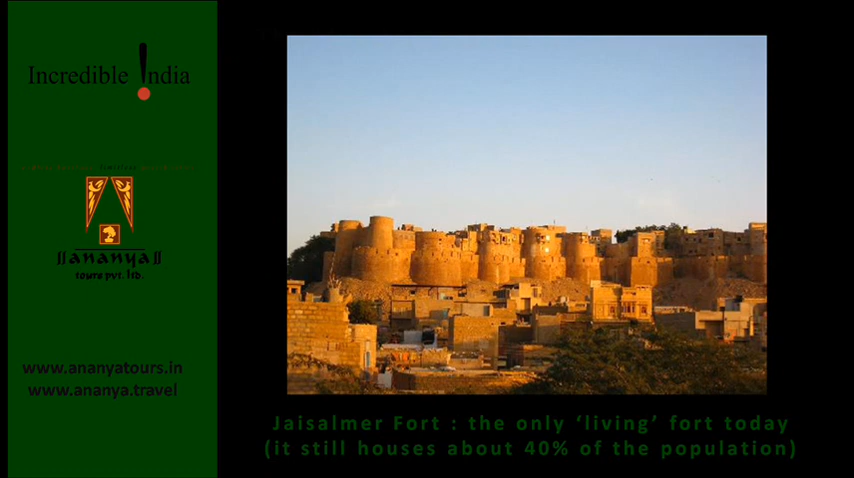 Incredible !ndia
ananya
tours pvt. ltd.
www.ananyatours.in
www.ananya.travel
Jaisalmer Fort : the only ‘living’ fort today
(it still houses about 40% of the population)